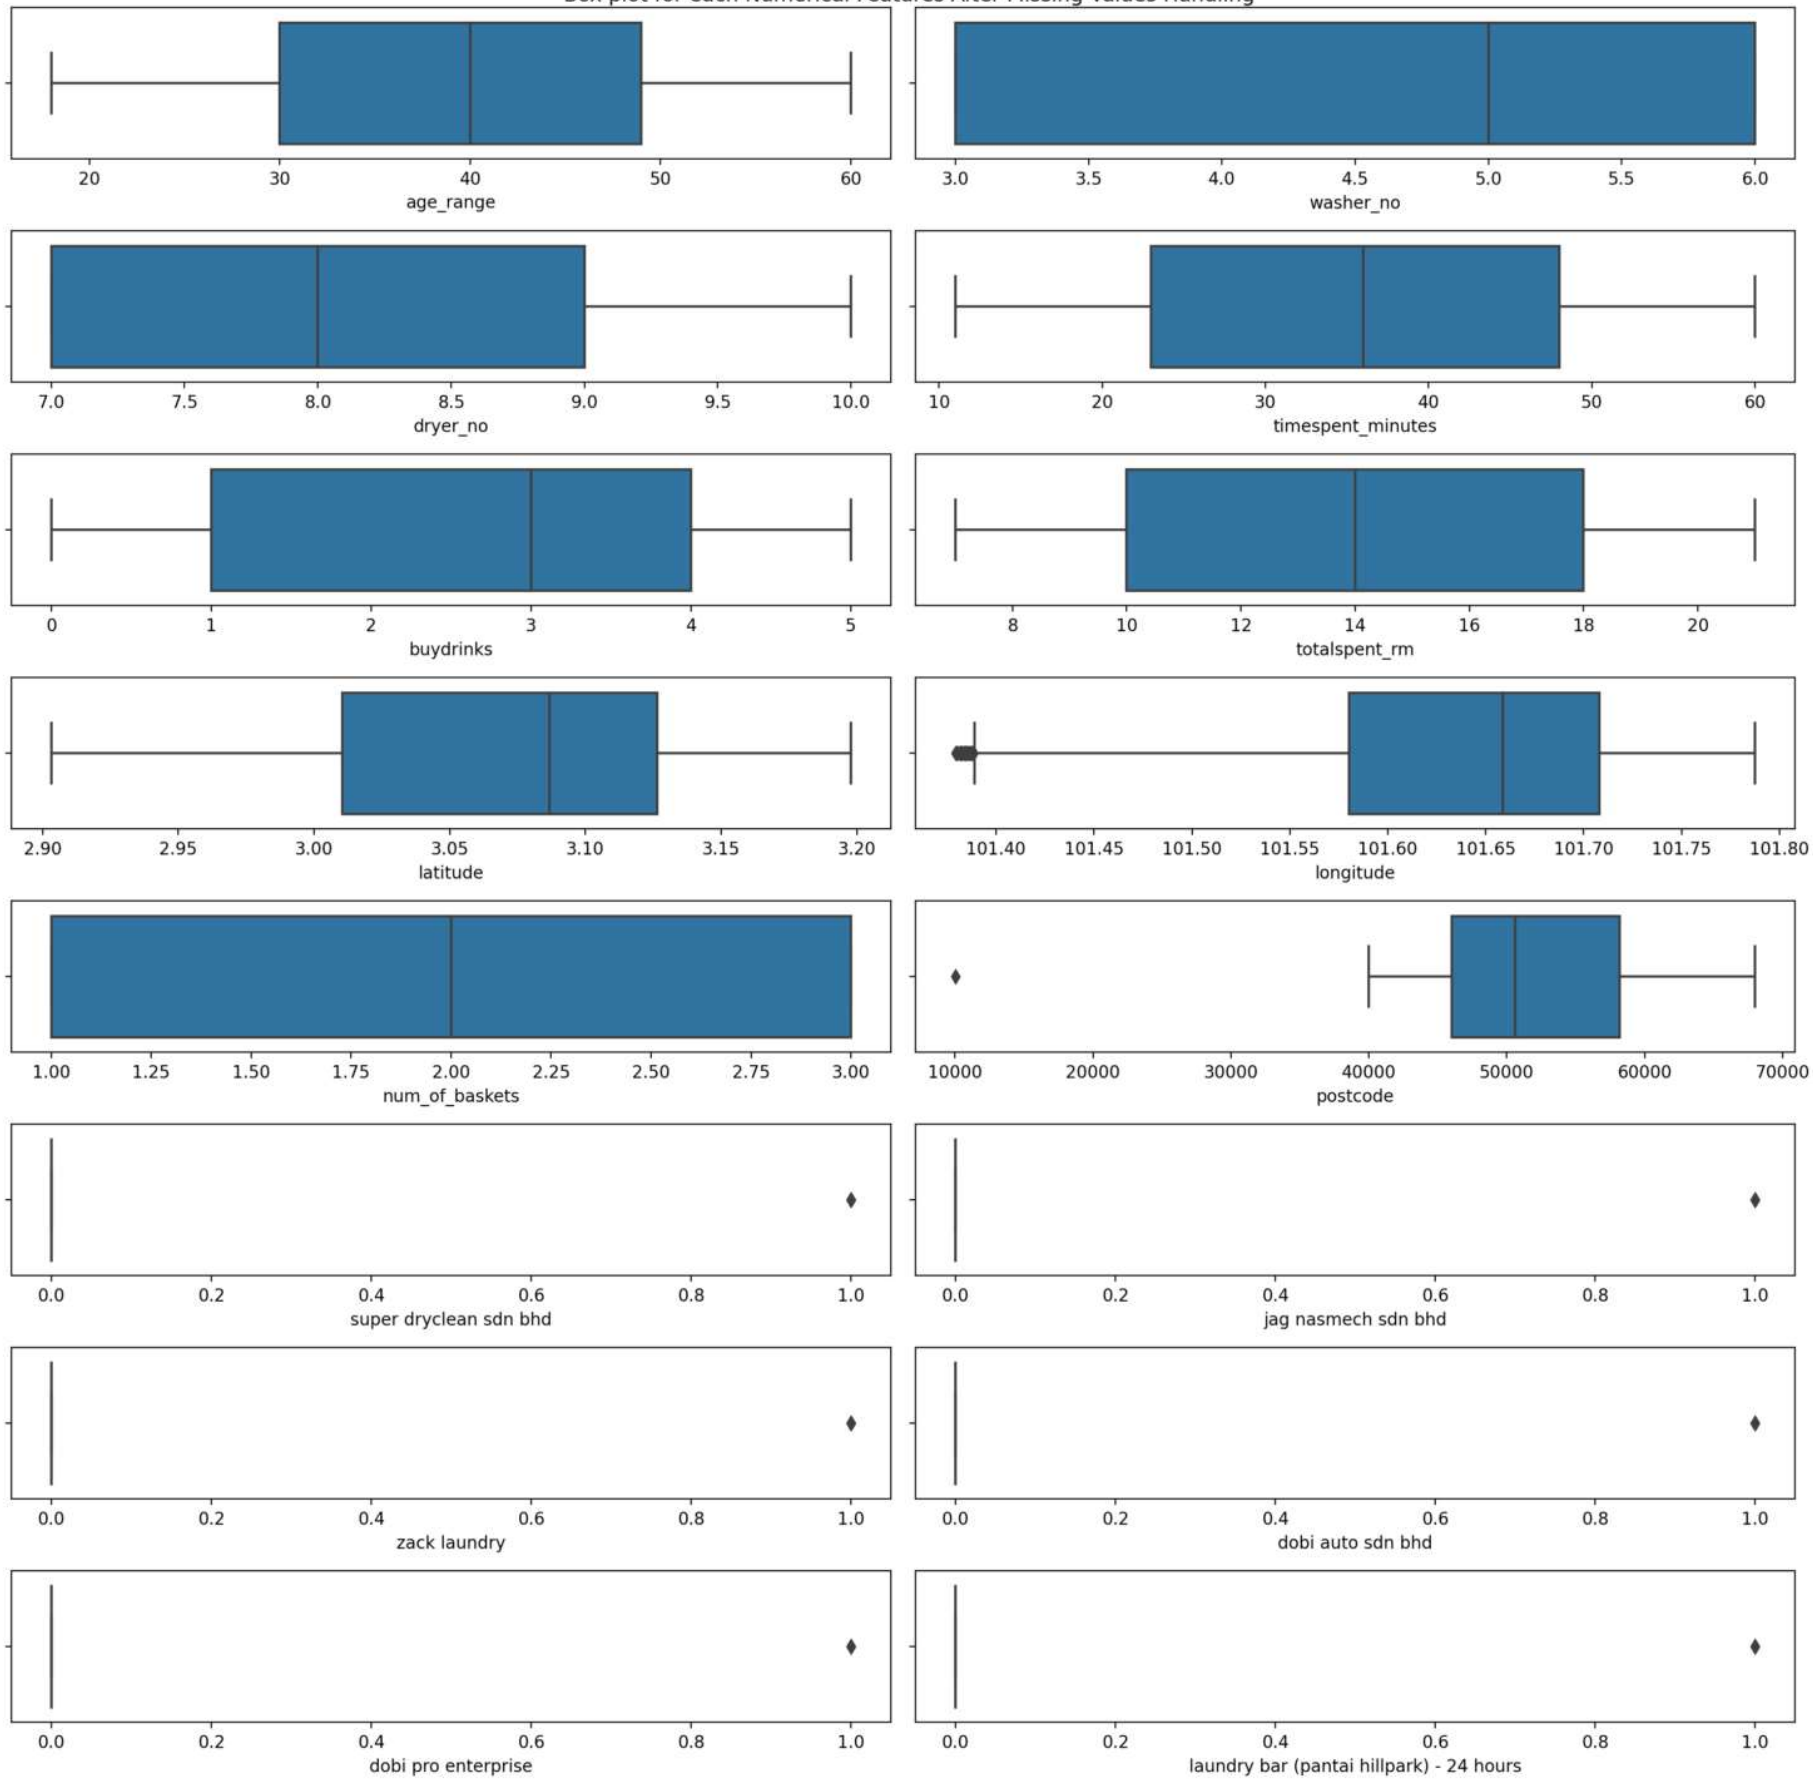 Box plot for Each Numerical Features After Missing Values Handling
20 30 40 50 60
age_range
3.0 3.5 4.0 4.5 5.0 5.5 6.0
washer_no
7.0 7.5 8.0 8.5 9.0 9.5 10.0
dryer_no
10 20 30 40 50 60
timespent_minutes
0 1 2 3 4 5
buydrinks
8 10 12 14 16 18 20
totalspent_rm
2.90 2.95 3.00 3.05 3.10 3.15 3.20
latitude
101.40 101.45 101.50 101.55 101.60 101.65 101.70 101.75 101.80
longitude
1.00 1.25 1.50 1.75 2.00 2.25 2.50 2.75 3.00
num_of_baskets
10000 20000 30000 40000 50000 60000 70000
postcode
0.0 0.2 0.4 0.6 0.8 1.0
super dryclean sdn bhd
0.0 0.2 0.4 0.6 0.8 1.0
jag nasmech sdn bhd
0.0 0.2 0.4 0.6 0.8 1.0
zack laundry
0.0 0.2 0.4 0.6 0.8 1.0
dobi auto sdn bhd
0.0 0.2 0.4 0.6 0.8 1.0
dobi pro enterprise
0.0 0.2 0.4 0.6 0.8 1.0
laundry bar (pantai hillpark) - 24 hours